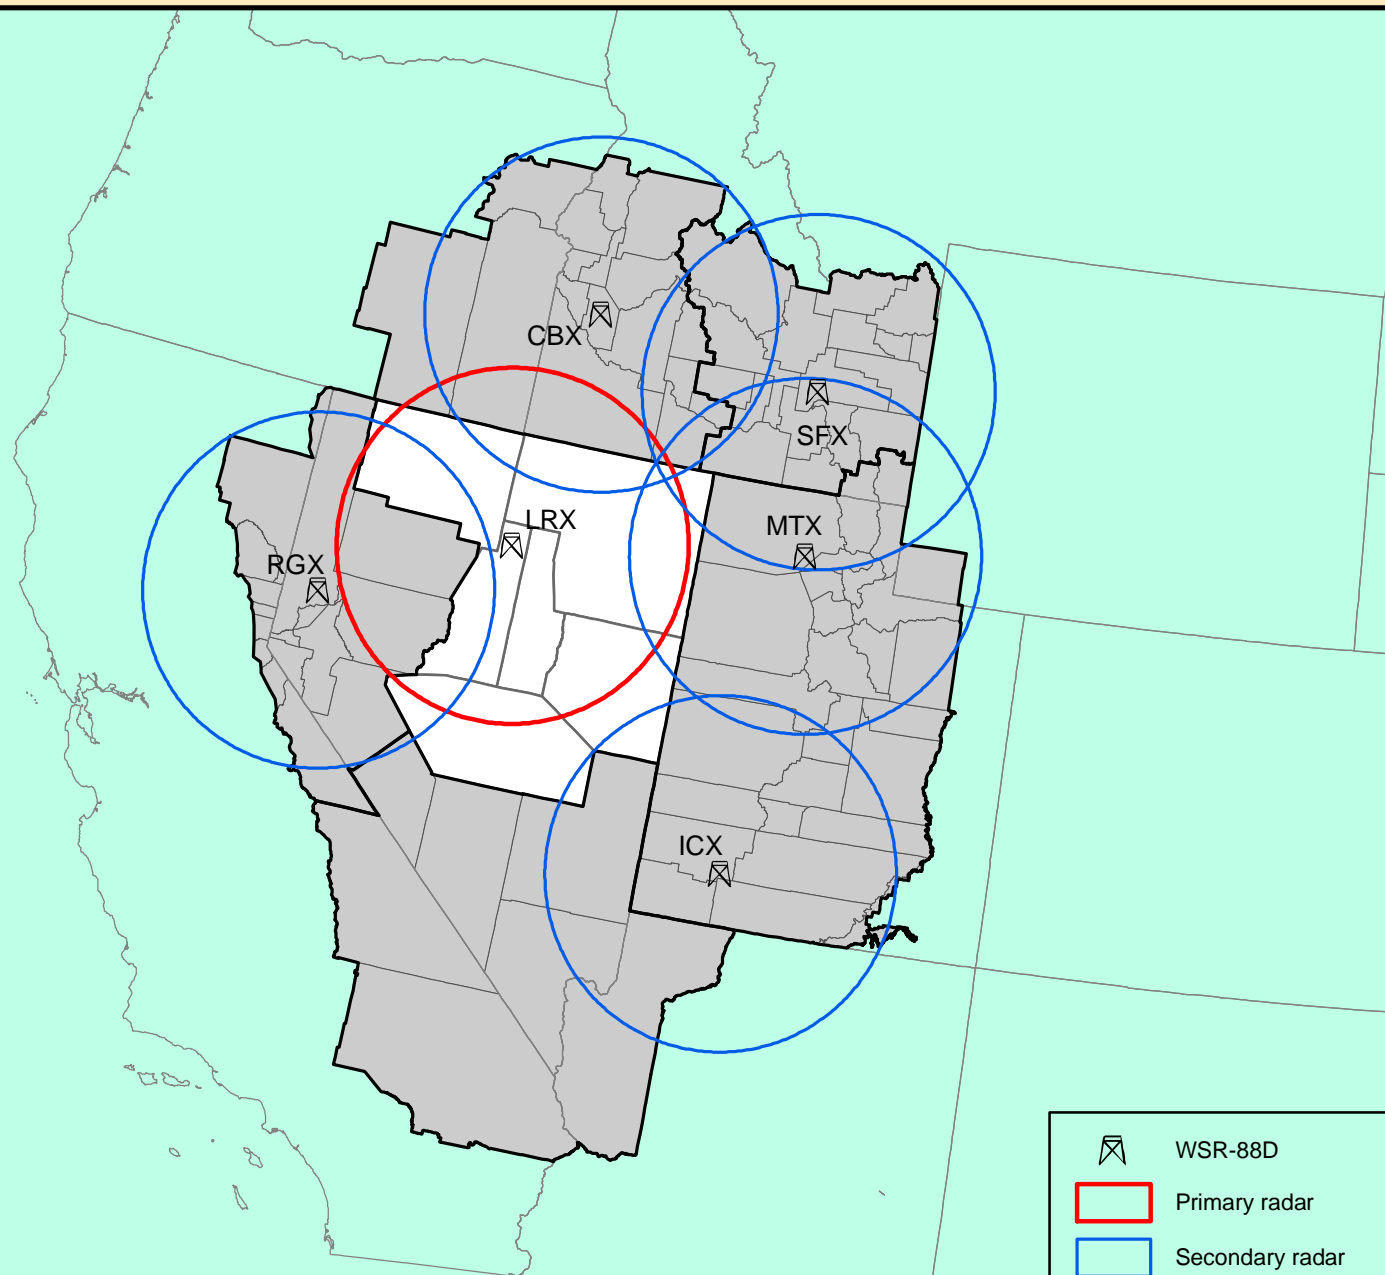 CBX
SFX
LRX
MTX
RGX
ICX
WSR-88D
Primary radar
Secondary radar